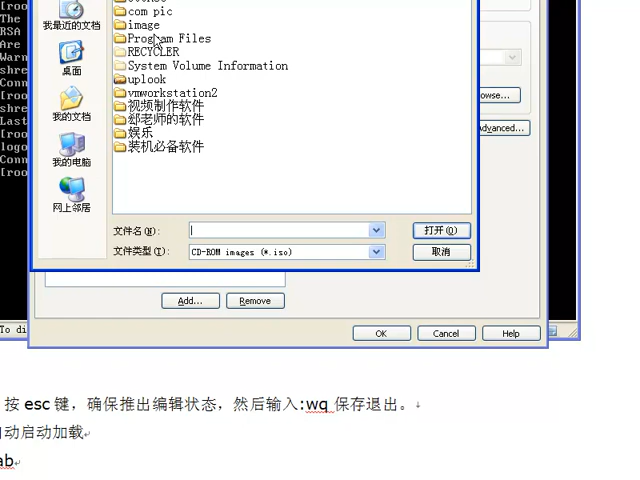 [roo
The
RSA
Are
Warn
shre
Conn
[roo
shre
Last
[roo
logo
Conn
[roo
我最近的文档
桌面
我的文档
我的电脑
网上邻居
com pic
image
Program Files
RECYCLER
System Volume Information
uplook
vmworkstation2
视频制作软件
邹老师的软件
娱乐
装机必备软件
文件名(N):
打开(O)
文件类型(T):
CD-ROM images (*.iso)
取消
owse...
dvanced...
Add...
Remove
OK
Cancel
Help
To di
按 esc 键，确保推出编辑状态，然后输入:wq 保存退出。
动启动加载
ab